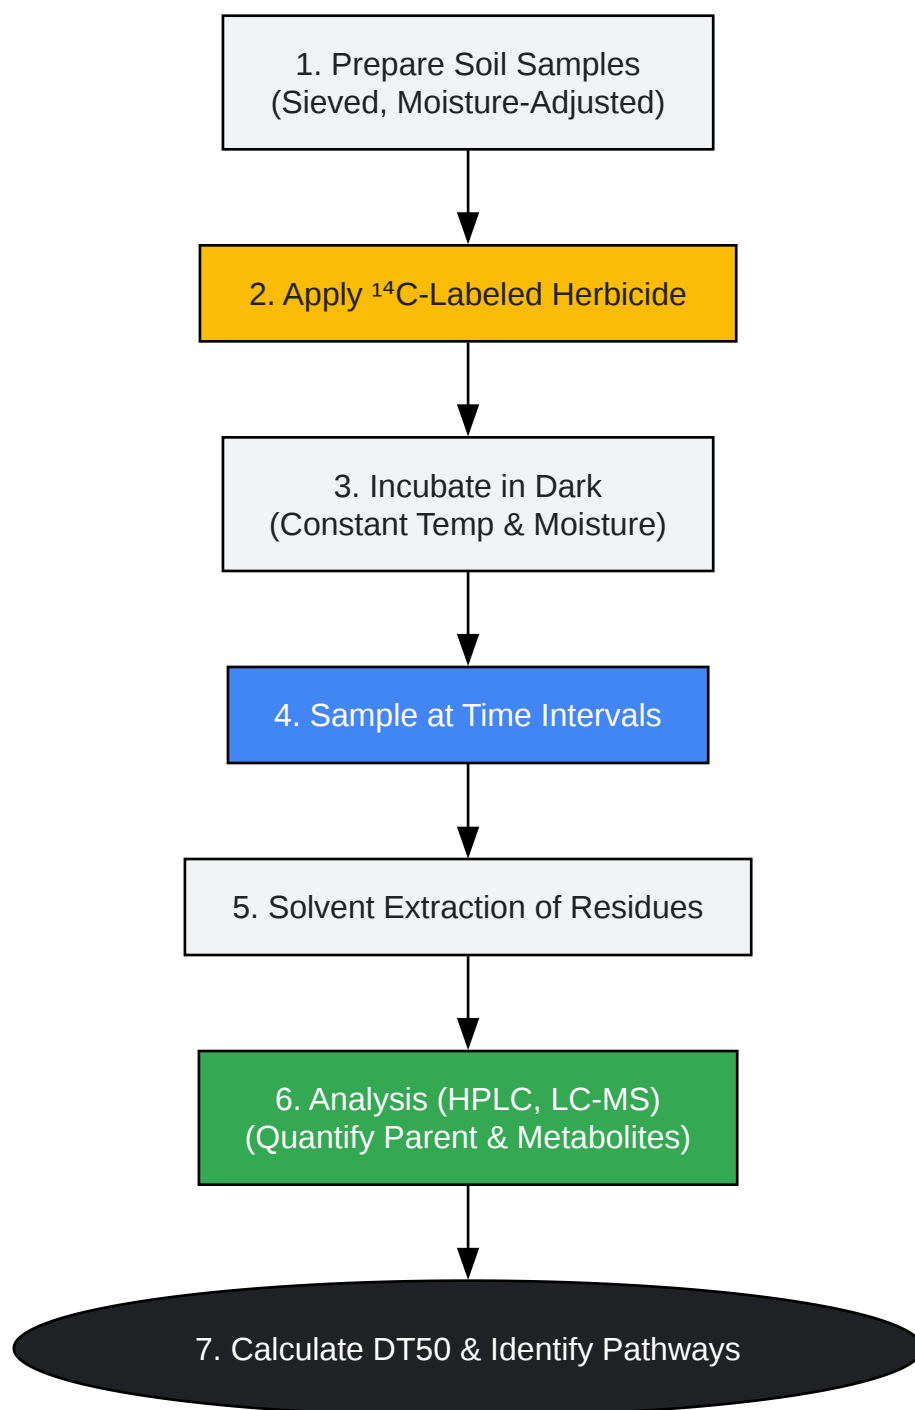 1. Prepare Soil Samples
(Sieved, Moisture-Adjusted)
2. Apply ¹⁴C-Labeled Herbicide
3. Incubate in Dark
(Constant Temp & Moisture)
4. Sample at Time Intervals
5. Solvent Extraction of Residues
6. Analysis (HPLC, LC-MS)
(Quantify Parent & Metabolites)
7. Calculate DT50 & Identify Pathways